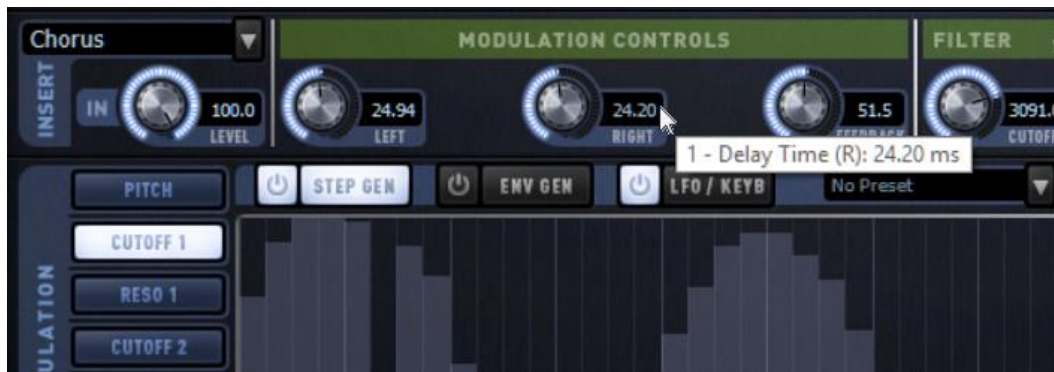 Chorus
MODULATION CONTROLS
FILTER
INSERT
IN
100.0
LEVEL
24.94
LEFT
24.20
RIGHT
51.5
FEEDBACK
3091.
1 - Delay Time (R): 24.20 ms
PITCH
STEP GEN
ENV GEN
LFO / KEYB
No Preset
CUTOFF 1
RESO 1
CUTOFF 2